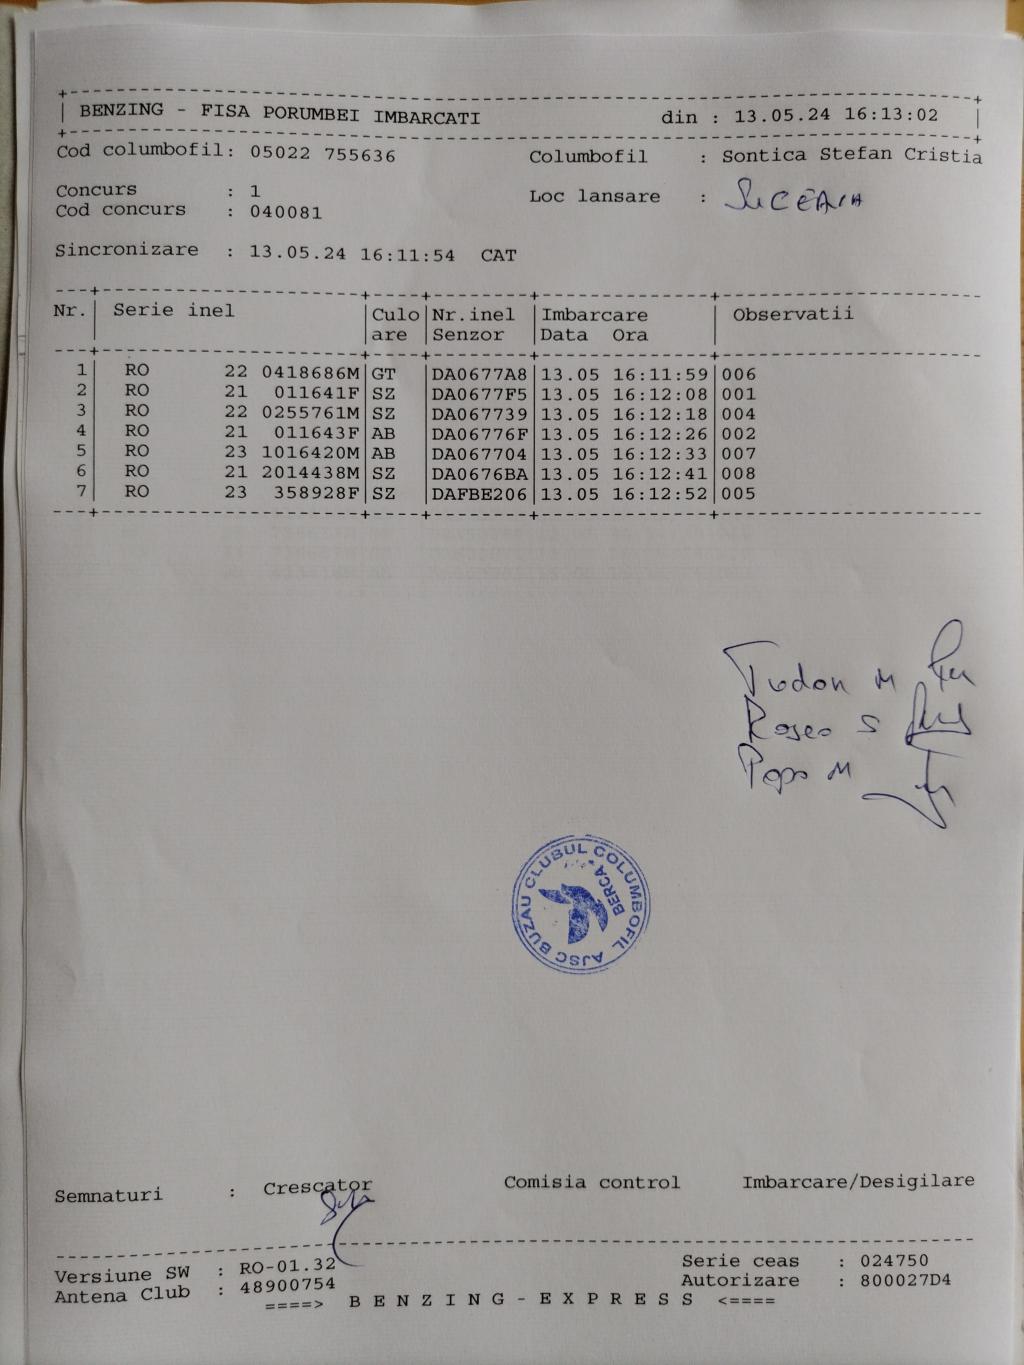 BENZING - FISA PORUMBEI IMBARCATI din : 13.05.24 16:13:02
Cod columbofil: 05022 755636 Columbofil : Sontica Stefan Cristia
Concurs : 1 Loc lansare : SUCEAVA
Cod concurs : 040081
Sincronizare : 13.05.24 16:11:54 CAT
Nr. Serie inel Culo Nr.inel Imbarcare Observatii
are Senzor Data Ora
1 RO 22 0418686M GT DA0677A8 13.05 16:11:59 006
2 RO 21 011641F SZ DA0677F5 13.05 16:12:08 001
3 RO 22 0255761M SZ DA067739 13.05 16:12:18 004
4 RO 21 011643F AB DA06776F 13.05 16:12:26 002
5 RO 23 1016420M AB DA067704 13.05 16:12:33 007
6 RO 21 2014438M SZ DA0676BA 13.05 16:12:41 008
7 RO 23 358928F SZ DAFBE206 13.05 16:12:52 005
Tudor M
S
Popa M
AJSC BUZAU CLUBUL COLUMBOFIL
BERCA
Semnaturi : Crescator Comisia control Imbarcare/Desigilare
Versiune SW : RO-01.32 Serie ceas : 024750
Antena Club : 48900754 Autorizare : 800027D4
====> B E N Z I N G - E X P R E S S <====